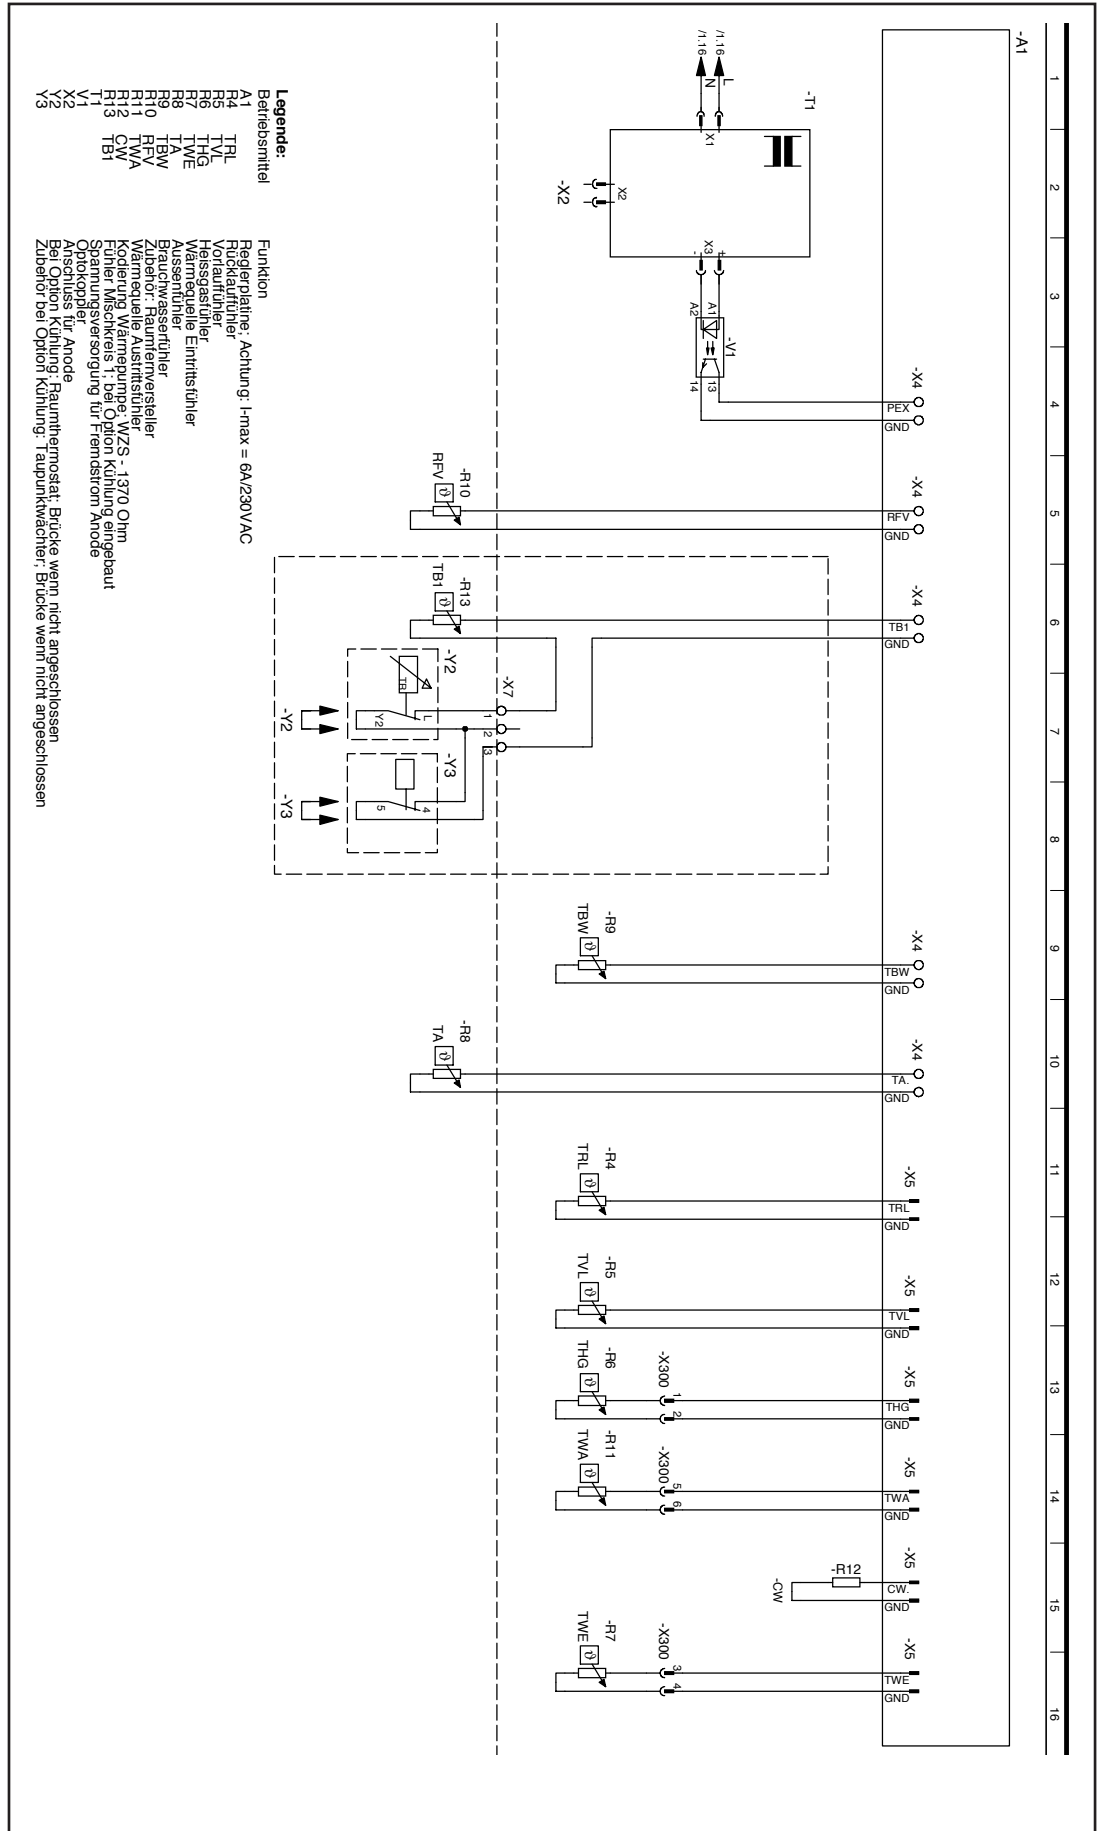 -A1
1
2
3
4
5
6
7
8
9
10
11
12
13
14
15
16
/1.16
L
/1.16
N
-T1
X1
X2
-X2
X3
+
-
A1
A2
-V1
13
14
-X4
PEX
GND
-X4
RFV
GND
-R10
RFV
ϑ
-X4
TB1
GND
-R13
TB1
ϑ
-Y2
TR
L
Y2
-Y2
-X7
1
2
3
-Y3
4
5
-Y3
-X4
TBW
GND
-R9
TBW
ϑ
-X4
TA.
GND
-R8
TA
ϑ
-X5
TRL
GND
-R4
TRL
ϑ
-X5
TVL
GND
-R5
TVL
ϑ
-X5
THG
GND
-X300
1
2
-R6
THG
ϑ
-X5
TWA
GND
-X300
5
6
-R11
TWA
ϑ
-X5
CW.
GND
-R12
-CW
-X5
TWE
GND
-X300
3
4
-R7
TWE
ϑ
Legende:
Betriebsmittel Funktion
A1 Reglerplatine; Achtung: I-max = 6A/230VAC
R4 TRL Rücklauffühler
R5 TVL Vorlauffühler
R6 THG Heissgasfühler
R7 TWE Wärmequelle Eintrittsfühler
R8 TA Aussenfühler
R9 TBW Brauchwasserfühler
R10 RFV Zubehör: Raumfernversteller
R11 TWA Wärmequelle Austrittsfühler
R12 CW Kodierung Wärmepumpe; WZS - 1370 Ohm
R13 TB1 Fühler Mischkreis 1; bei Option Kühlung eingebaut
T1 Spannungsversorgung für Fremdstrom Anode
V1 Optokoppler
X2 Anschluss für Anode
Y2 Bei Option Kühlung: Raumthermostat; Brücke wenn nicht angeschlossen
Y3 Zubehör bei Option Kühlung: Taupunktwächter; Brücke wenn nicht angeschlossen